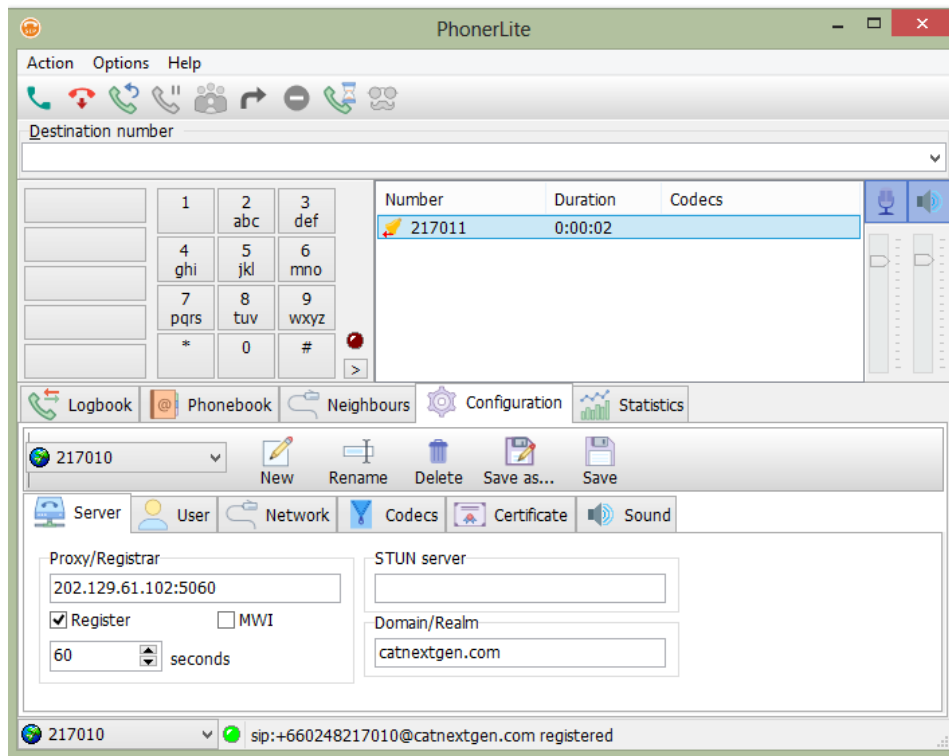 PhonerLite
Action Options Help
Destination number
1 2 abc 3 def
4 ghi 5 jkl 6 mno
7 pqrs 8 tuv 9 wxyz
* 0 #
>
Number Duration Codecs
217011 0:00:02
Logbook Phonebook Neighbours Configuration Statistics
217010 New Rename Delete Save as... Save
Server User Network Codecs Certificate Sound
Proxy/Registrar
202.129.61.102:5060
Register MWI
60 seconds
STUN server
Domain/Realm
catnextgen.com
217010 sip:+660248217010@catnextgen.com registered